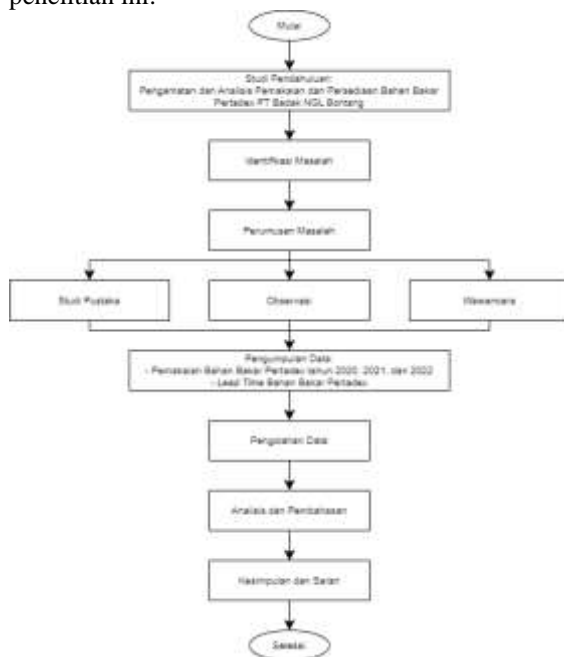 penelitian ini:
Mulai
Studi Pendahuluan:
Pengamatan dan Analisis Pemakaian dan Persediaan Bahan Bakar
Pertadex PT Badak NGL Bontang
Identifikasi Masalah
Perumusan Masalah
Studi Pustaka
Observasi
Wawancara
Pengumpulan Data:
- Pemakaian Bahan Bakar Pertadex tahun 2020, 2021, dan 2022
- Lead Time Bahan Bakar Pertadex
Pengolahan Data
Analisis dan Pembahasan
Kesimpulan dan Saran
Selesai